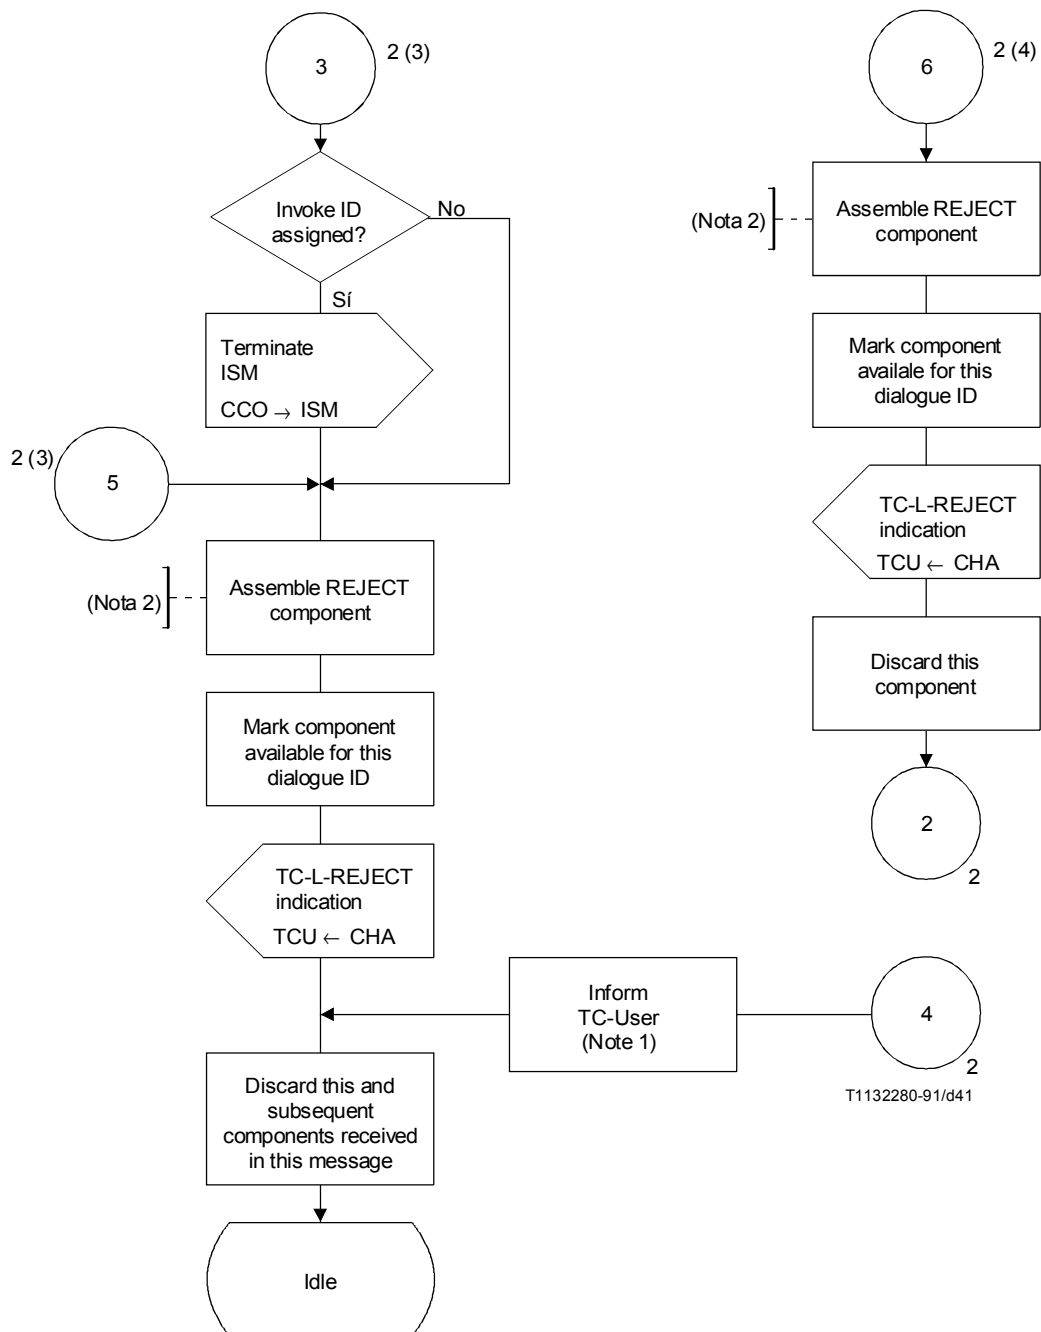 3
2 (3)
Invoke ID
assigned?
No
Sí
Terminate
ISM
CCO → ISM
2 (3)
5
(Nota 2)
Assemble REJECT
component
Mark component
available for this
dialogue ID
TC-L-REJECT
indication
TCU ← CHA
Inform
TC-User
(Note 1)
Discard this and
subsequent
components received
in this message
Idle
6
2 (4)
(Nota 2)
Assemble REJECT
component
Mark component
availale for this
dialogue ID
TC-L-REJECT
indication
TCU ← CHA
Discard this
component
2
2
4
2
T1132280-91/d41